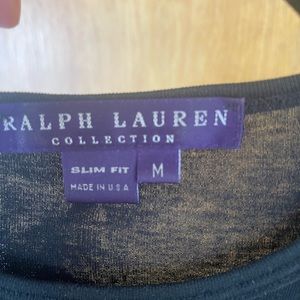 RALPH LAUREN
COLLECTION
SLIM FIT
M
MADE IN U.S.A